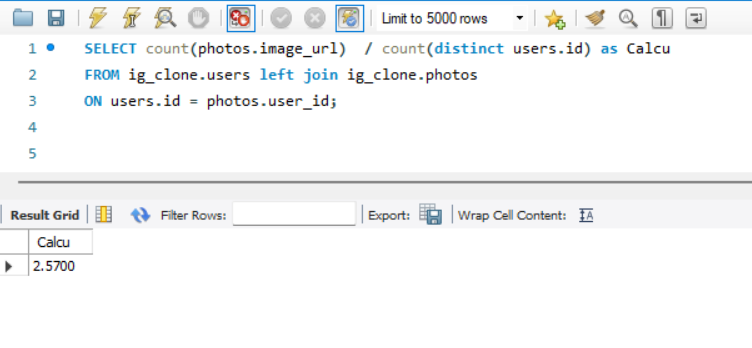 Limit to 5000 rows
1 SELECT count(photos.image_url)  / count(distinct users.id) as Calcu
2 FROM ig_clone.users left join ig_clone.photos
3 ON users.id = photos.user_id;
4
5
Result Grid Filter Rows: Export: Wrap Cell Content: IA
Calcu
2.5700